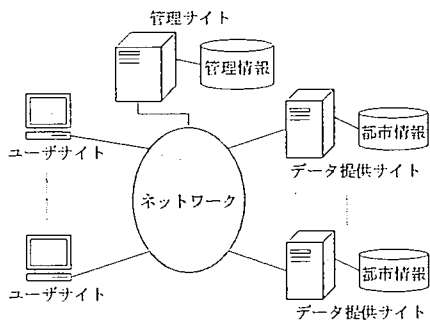 管理サイト
管理情報
ユーザサイト
都市情報
データ提供サイト
ネットワーク
ユーザサイト
都市情報
データ提供サイト